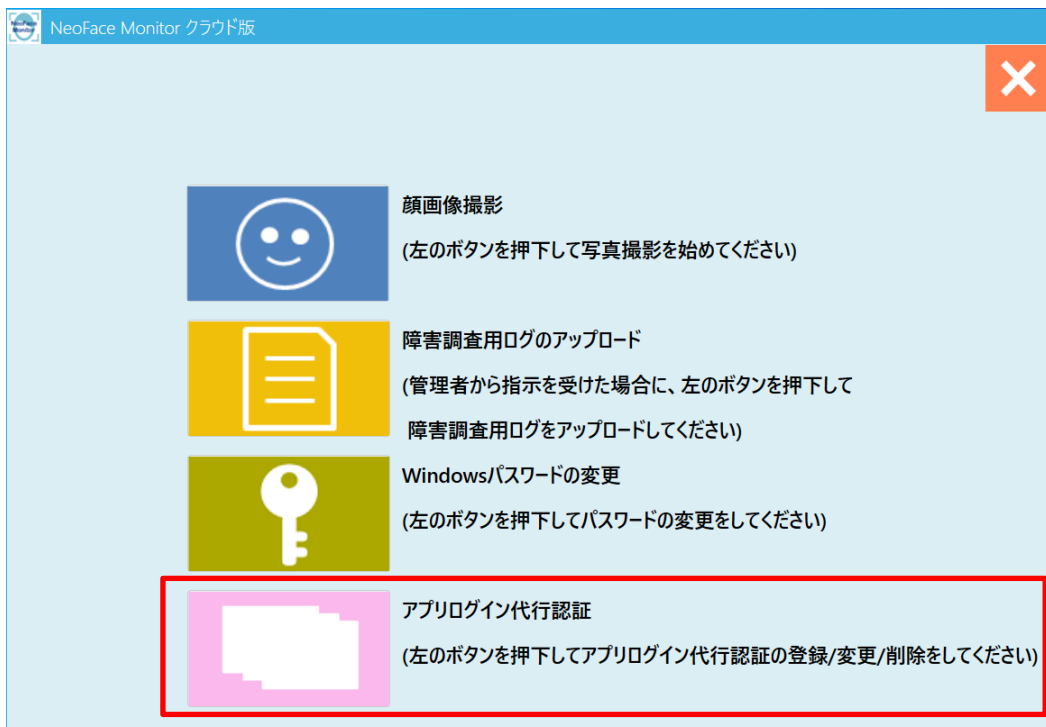 NeoFace Monitor
NeoFace Monitor クラウド版
顔画像撮影
(左のボタンを押下して写真撮影を始めてください)
障害調査用ログのアップロード
(管理者から指示を受けた場合に、左のボタンを押下して
障害調査用ログをアップロードしてください)
Windowsパスワードの変更
(左のボタンを押下してパスワードの変更をしてください)
アプリログイン代行認証
(左のボタンを押下してアプリログイン代行認証の登録/変更/削除をしてください)